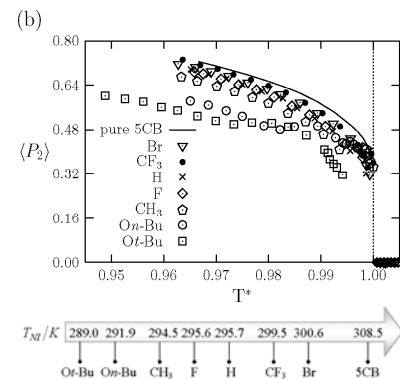 (b)
0.80
0.64
0.48
0.32
0.16
0.00
⟨P₂⟩
pure 5CB
Br
CF₃
H
F
CH₃
On-Bu
Ot-Bu
0.95 0.96 0.97 0.98 0.99 1.00
T*
T_NI/K 289.0 291.9 294.5 295.6 295.7 299.5 300.6 308.5
Ot-Bu On-Bu CH₃ F H CF₃ Br 5CB